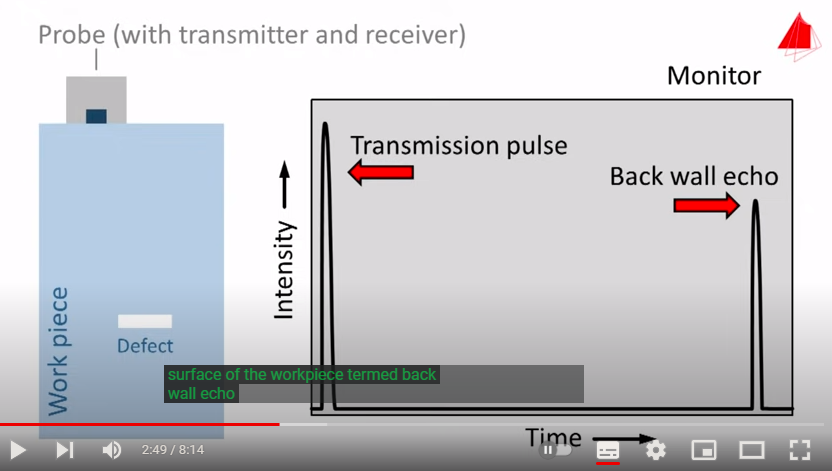 Probe (with transmitter and receiver)
Monitor
Transmission pulse
Back wall echo
Intensity
Work piece
Defect
surface of the workpiece termed back
wall echo
Time
2:49 / 8:14